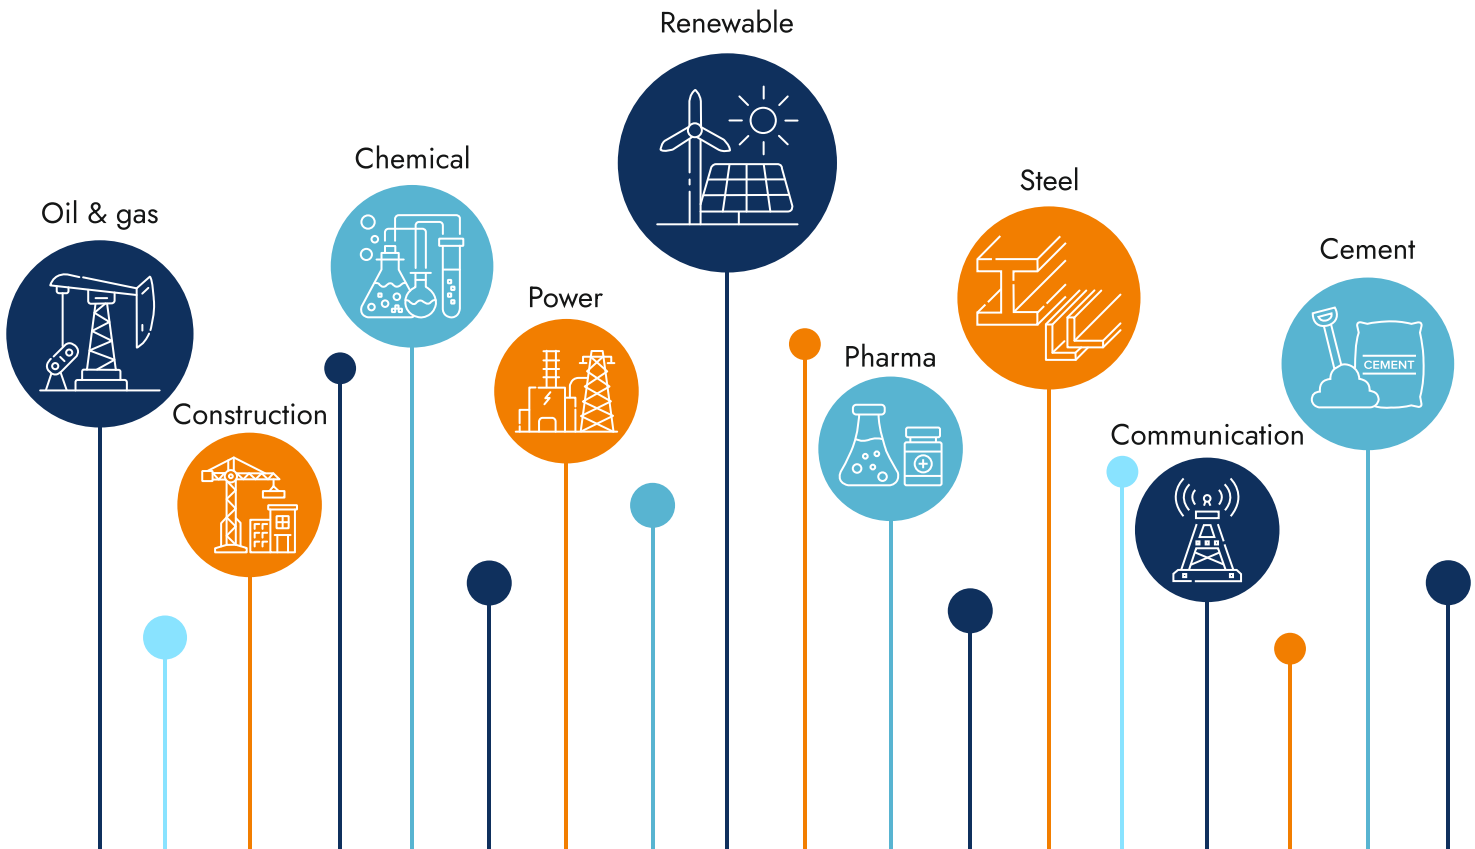 Renewable
Chemical
Steel
Oil & gas
Cement
Power
Pharma
CEMENT
Construction
Communication